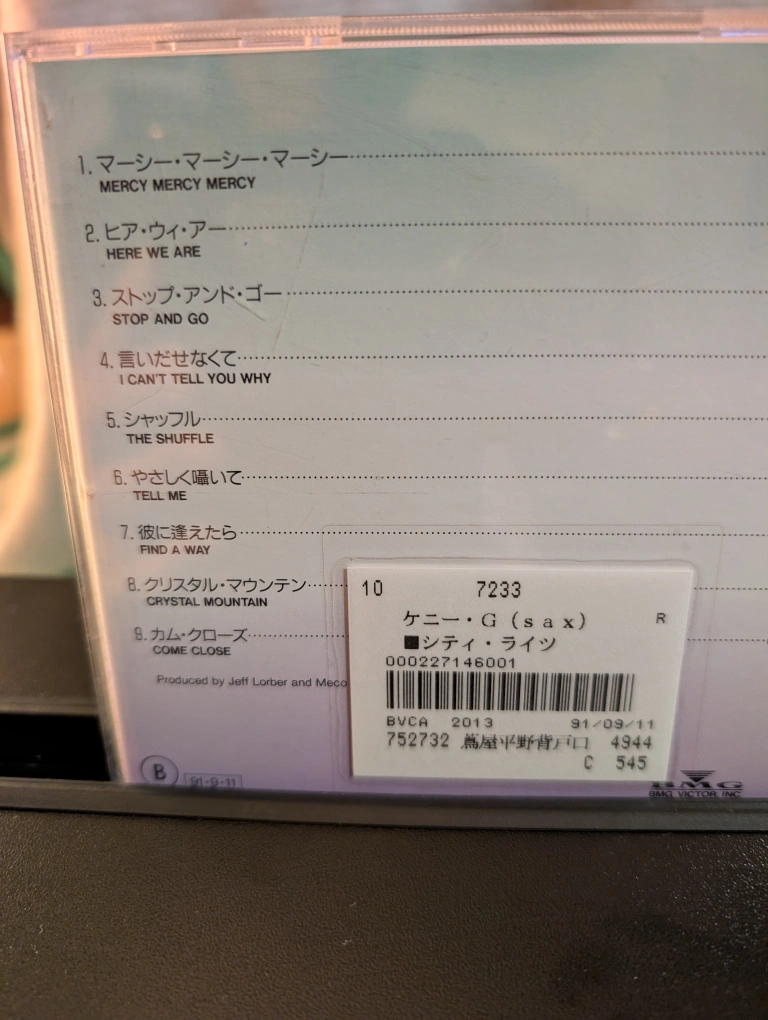 1. マーシー・マーシー・マーシー
MERCY MERCY MERCY
2. ヒア・ウィ・アー
HERE WE ARE
3. ストップ・アンド・ゴー
STOP AND GO
4. 言いだせなくて
I CAN'T TELL YOU WHY
5. シャッフル
THE SHUFFLE
6. やさしく囁いて
TELL ME
7. 彼に逢えたら
FIND A WAY
8. クリスタル・マウンテン
CRYSTAL MOUNTAIN
9. カム・クローズ
COME CLOSE
Produced by Jeff Lorber and Meco
10 7233
ケニー・G(sax) R
■シティ・ライツ
000227146001
BVCA 2013 91/09/11
752732 蔦屋平野背戸口 4944
C 545
B 91-9-11
BMG
BMG VICTOR, INC